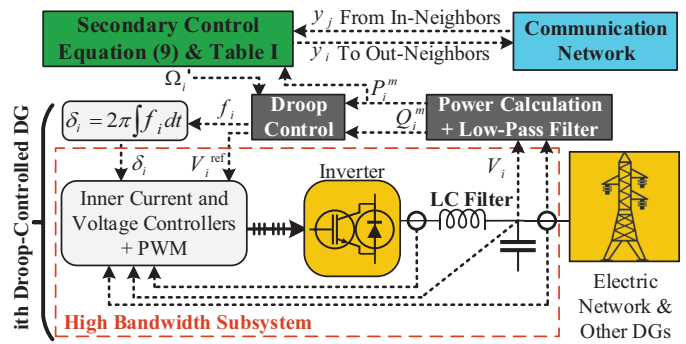 Secondary Control
Equation (9) & Table I
y_j From In-Neighbors
y_i To Out-Neighbors
Communication
Network
Ω_i
P_i^m
δ_i = 2π∫f_i dt
f_i
Droop
Control
Q_i^m
Power Calculation
+ Low-Pass Filter
δ_i
V_i^ref
V_i
Inverter
LC Filter
Inner Current and
Voltage Controllers
+ PWM
High Bandwidth Subsystem
Electric
Network &
Other DGs
ith Droop-Controlled DG